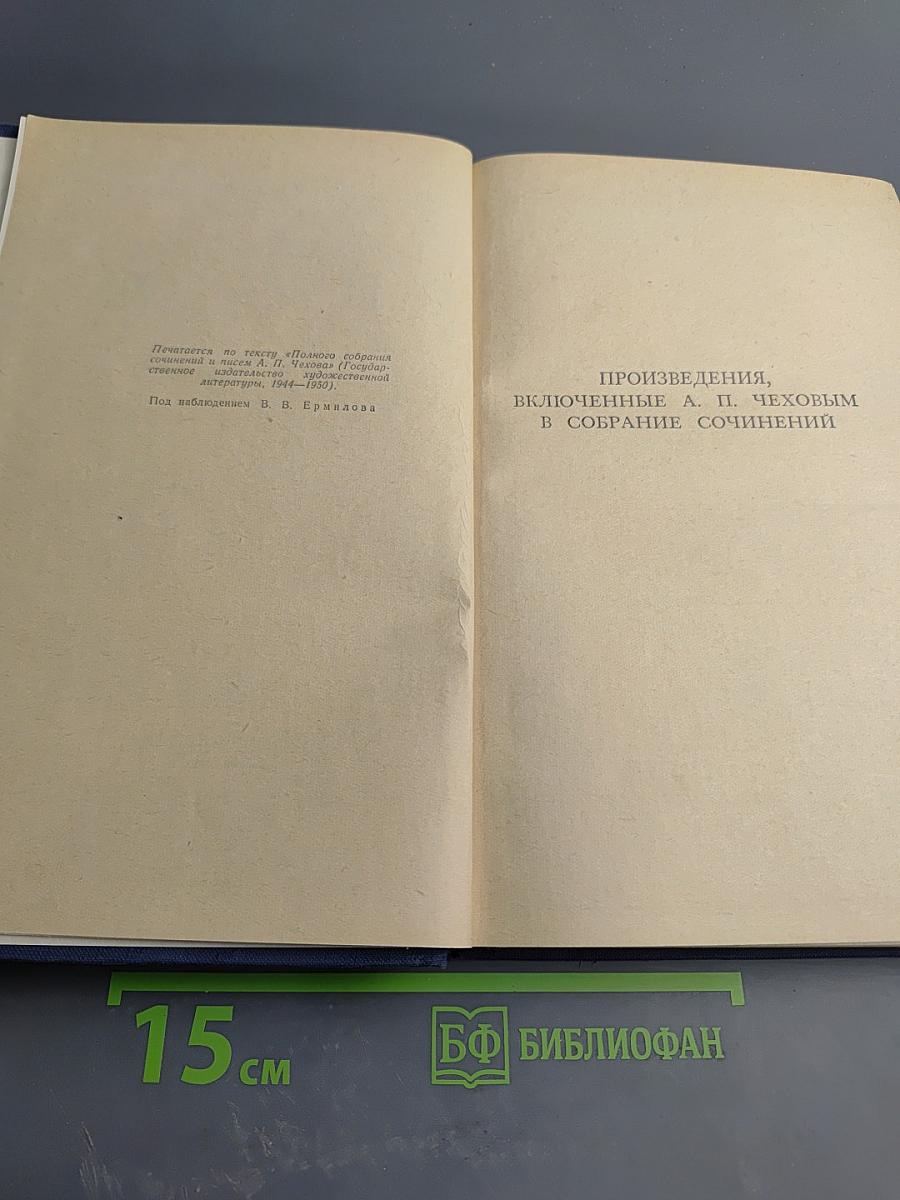 Печатается по тексту «Полного собрания
сочинений и писем А. П. Чехова» (Государ-
ственное издательство художественной
литературы, 1944—1950).
Под наблюдением В. В. Ермилова
ПРОИЗВЕДЕНИЯ,
ВКЛЮЧЕННЫЕ А. П. ЧЕХОВЫМ
В СОБРАНИЕ СОЧИНЕНИЙ
15 см
БФ БИБЛИОФАН